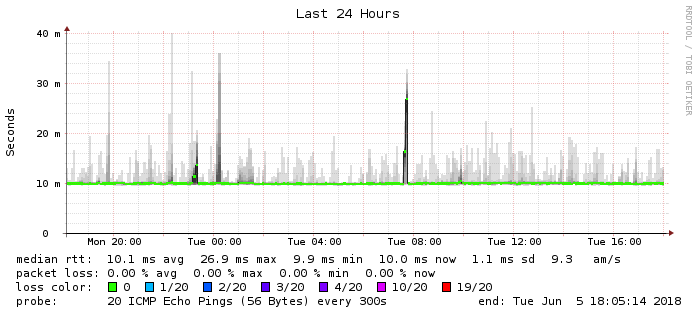 Last 24 Hours
RRDTOOL / TOBI OETIKER
Seconds
40 m
30 m
20 m
10 m
0
Mon 20:00 Tue 00:00 Tue 04:00 Tue 08:00 Tue 12:00 Tue 16:00
median rtt: 10.1 ms avg 26.9 ms max 9.9 ms min 10.0 ms now 1.1 ms sd 9.3 am/s
packet loss: 0.00 % avg 0.00 % max 0.00 % min 0.00 % now
loss color: 0 1/20 2/20 3/20 4/20 10/20 19/20
probe: 20 ICMP Echo Pings (56 Bytes) every 300s end: Tue Jun 5 18:05:14 2018